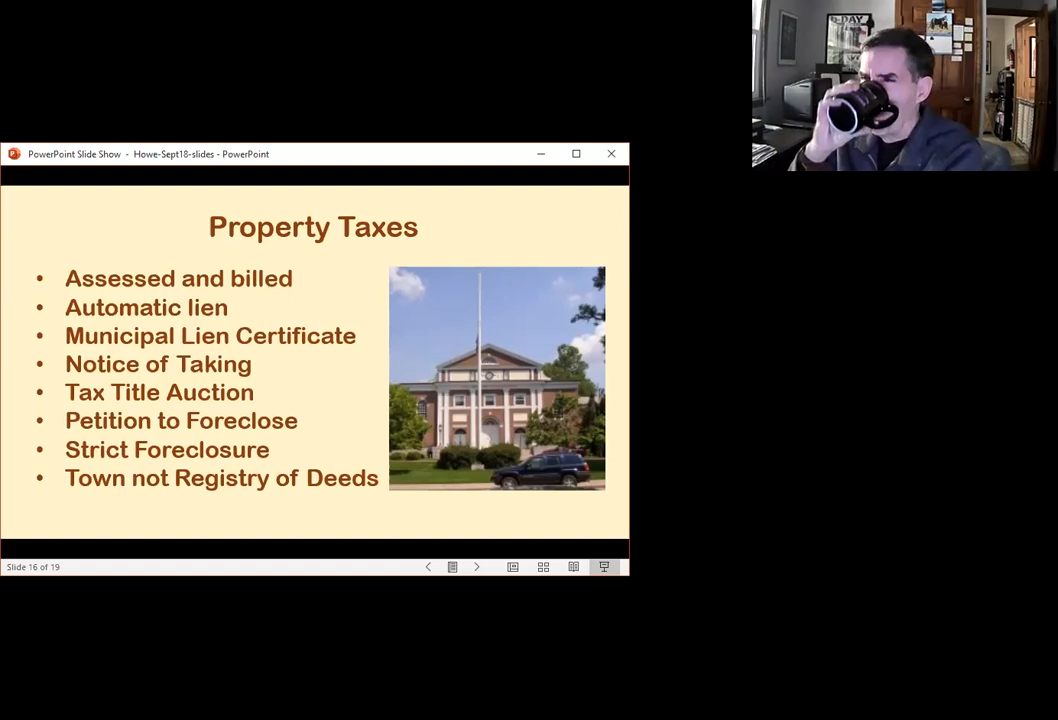 DAY
PowerPoint Slide Show - Howe-Sept18-slides - PowerPoint
Property Taxes
• Assessed and billed
• Automatic lien
• Municipal Lien Certificate
• Notice of Taking
• Tax Title Auction
• Petition to Foreclose
• Strict Foreclosure
• Town not Registry of Deeds
Slide 16 of 19